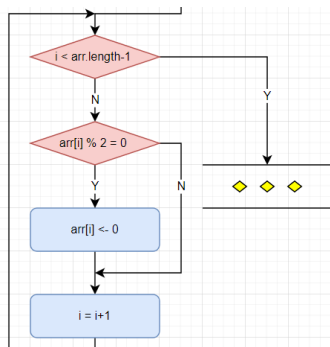 i < arr.length-1
N
Y
arr[i] % 2 = 0
Y
N
arr[i] <- 0
i = i+1